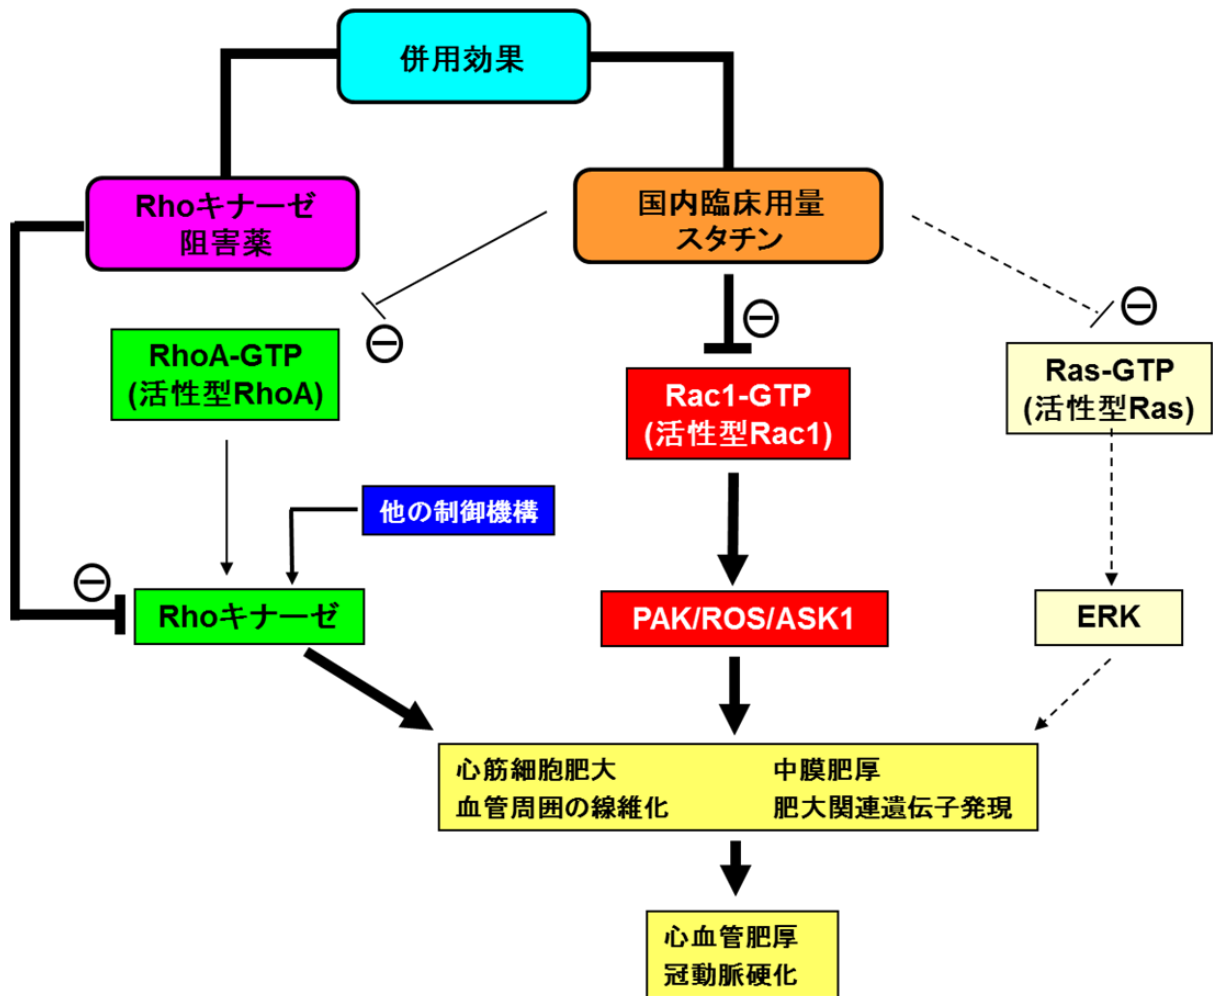 併用効果
Rhoキナーゼ
阻害薬
国内臨床用量
スタチン
⊖
⊖
⊖
RhoA-GTP
(活性型RhoA)
Rac1-GTP
(活性型Rac1)
Ras-GTP
(活性型Ras)
他の制御機構
⊖
Rhoキナーゼ
PAK/ROS/ASK1
ERK
心筋細胞肥大
中膜肥厚
血管周囲の線維化
肥大関連遺伝子発現
心血管肥厚
冠動脈硬化